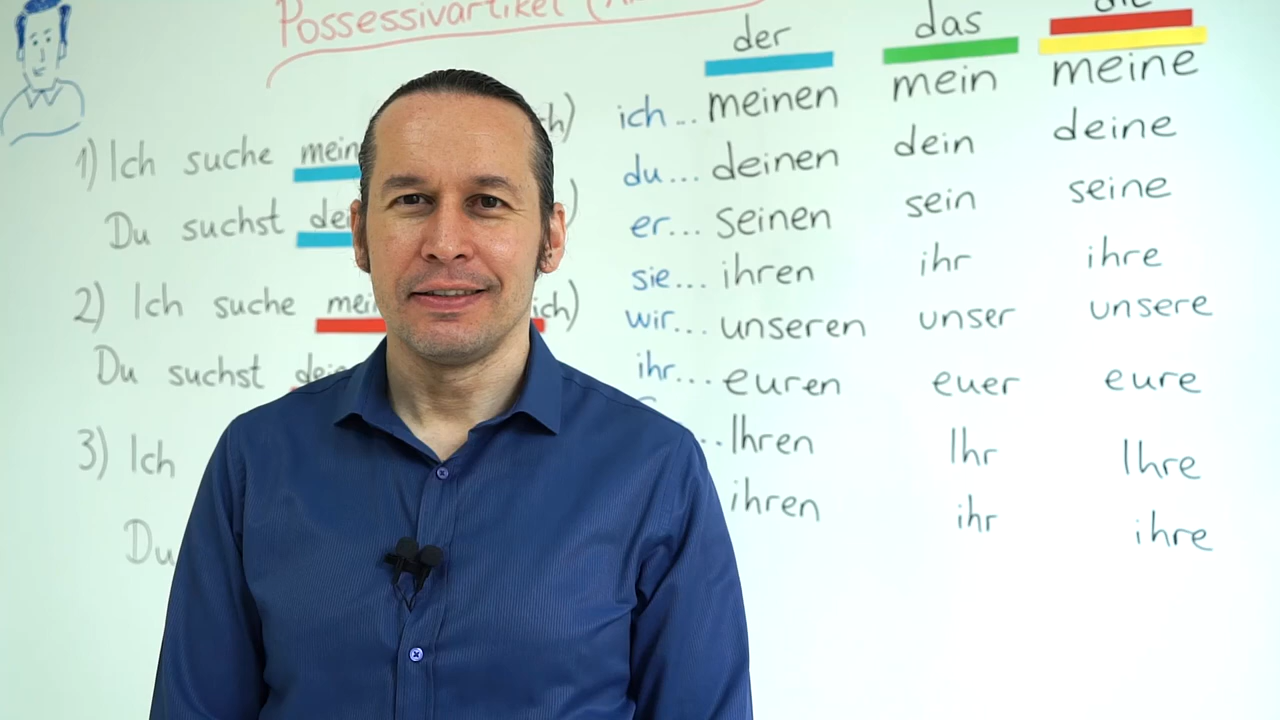 Possessivartikel
der das die
1) Ich suche ich)
Du suchst
2) Ich suche ich)
Du suchst
3) Ich
Du
ich... meinen mein meine
du... deinen dein deine
er... seinen sein seine
sie... ihren ihr ihre
wir... unseren unser unsere
ihr... euren euer eure
Ihren Ihr Ihre
ihren ihr ihre